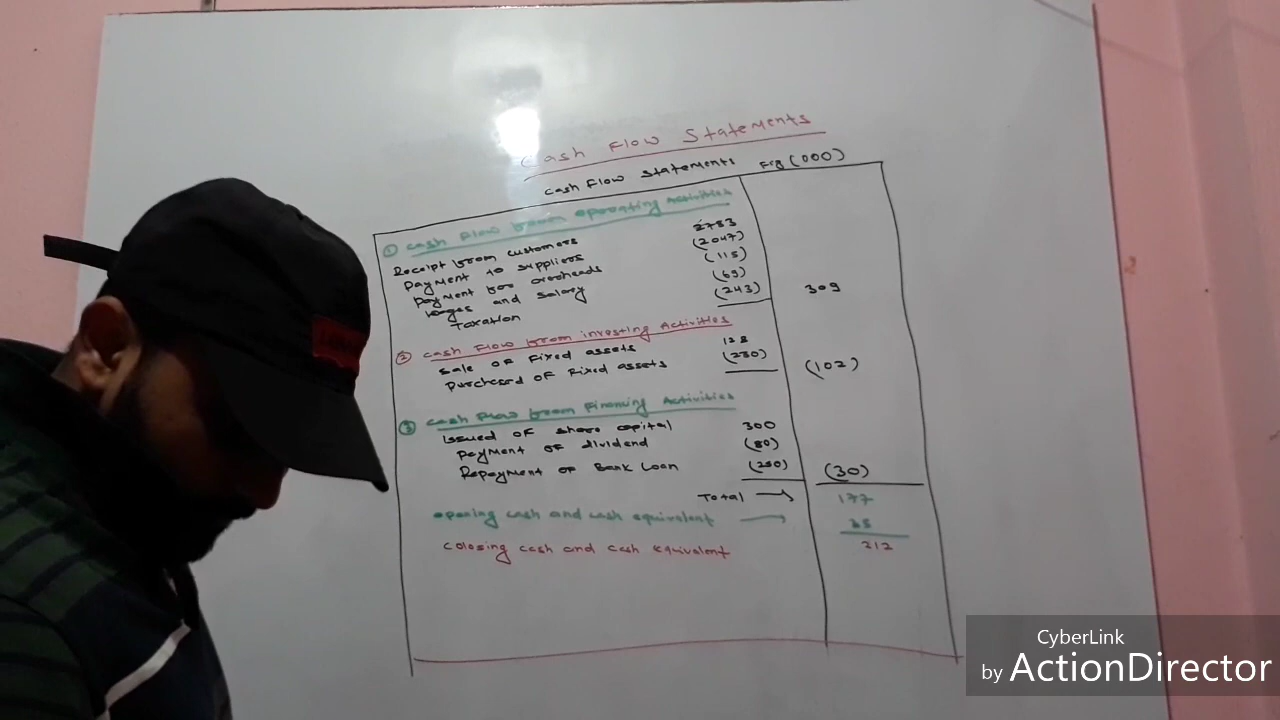 Cash Flow Statements
Cash Flow Statements Fig (000)
① Cash Flow from operating Activities
Receipt from customers 2783
Payment to suppliers (2047)
Payment for overheads (115)
Wages and Salary (69)
Taxation (243) 309
② Cash Flow from investing Activities
Sale of Fixed assets 128
Purchased of Fixed assets (230) (102)
③ Cash Flow from Financing Activities
Issued of share capital 300
Payment of dividend (80)
Repayment of Bank Loan (250) (30)
Total → 177
opening cash and cash equivalent → 35
Colosing cash and cash equivalent 212
CyberLink
by ActionDirector